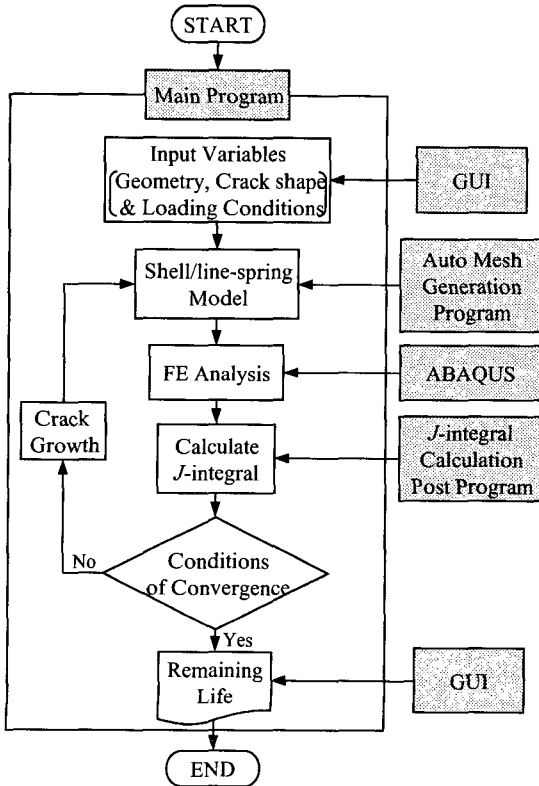 START
Main Program
Input Variables
(Geometry, Crack shape
& Loading Conditions)
GUI
Shell/line-spring
Model
Auto Mesh
Generation
Program
FE Analysis
ABAQUS
Crack
Growth
Calculate
J-integral
J-integral
Calculation
Post Program
No
Conditions
of Convergence
Yes
Remaining
Life
GUI
END